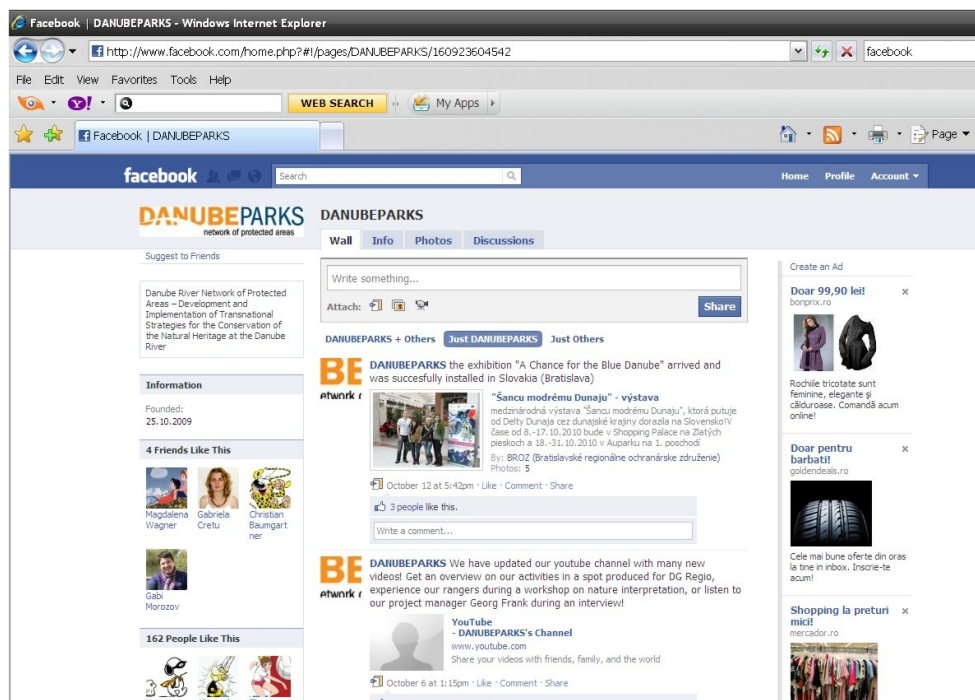 Facebook | DANUBEPARKS - Windows Internet Explorer
http://www.facebook.com/home.php?#!/pages/DANUBEPARKS/160923604542
facebook
File Edit View Favorites Tools Help
WEB SEARCH
My Apps
Facebook | DANUBEPARKS
Page
facebook
Search
Home Profile Account
DANUBEPARKS
network of protected areas
DANUBEPARKS
Wall Info Photos Discussions
Suggest to Friends
Danube River Network of Protected
Areas – Development and
Implementation of Transnational
Strategies for the Conservation of
the Natural Heritage at the Danube
River
Information
Founded:
25.10.2009
4 Friends Like This
Magdalena
Wagner
Gabriela
Cretu
Christian
Baumgart
ner
Gabi
Morozov
162 People Like This
Write something...
Attach:
Share
DANUBEPARKS + Others Just DANUBEPARKS Just Others
BE
etwork
DANUBEPARKS the exhibition "A Chance for the Blue Danube" arrived and
was succesfully installed in Slovakia (Bratislava)
"Šancu modrému Dunaju" - výstava
medzinárodná výstava "Šancu modrému Dunaju", ktorá putuje
od Delty Dunaja cez dunajské krajiny dorazila na Slovensko!V
čase od 8.-17.10.2010 bude v Shopping Palace na Zlatých
pieskoch a 18.-31.10.2010 v Auparku na 1. poschodí
By: BROZ (Bratislavské regionálne ochranárske združenie)
Photos: 5
October 12 at 5:42pm · Like · Comment · Share
3 people like this.
Write a comment...
BE
etwork
DANUBEPARKS We have updated our youtube channel with many new
videos! Get an overview on our activities in a spot produced for DG Regio,
experience our rangers during a workshop on nature interpretation, or listen to
our project manager Georg Frank during an interview!
YouTube
- DANUBEPARKS's Channel
www.youtube.com
Share your videos with friends, family, and the world
October 6 at 1:15pm · Like · Comment · Share
Create an Ad
Doar 99,90 lei!
bonprix.ro
Rochiile tricotate sunt
feminine, elegante şi
călduroase. Comandă acum
online!
Doar pentru
barbati!
goldendeals.ro
Cele mai bune oferte din oras
la tine in inbox. Inscrie-te
acum!
Shopping la preturi
mici!
mercador.ro